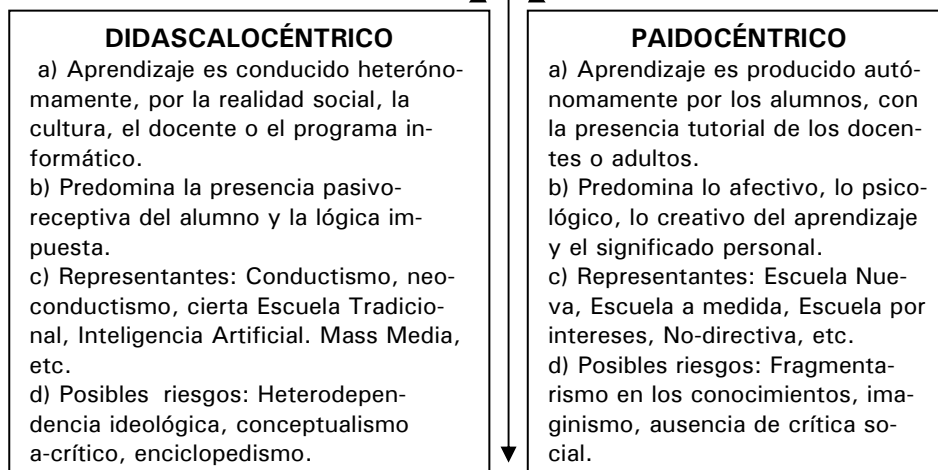 DIDASCALOCÉNTRICO
a) Aprendizaje es conducido heteróno-
mamente, por la realidad social, la
cultura, el docente o el programa in-
formático.
b) Predomina la presencia pasivo-
receptiva del alumno y la lógica im-
puesta.
c) Representantes: Conductismo, neo-
conductismo, cierta Escuela Tradicio-
nal, Inteligencia Artificial. Mass Media,
etc.
d) Posibles riesgos: Heterodepen-
dencia ideológica, conceptualismo
a-crítico, enciclopedismo.
PAIDOCÉNTRICO
a) Aprendizaje es producido autó-
nomamente por los alumnos, con
la presencia tutorial de los docen-
tes o adultos.
b) Predomina lo afectivo, lo psico-
lógico, lo creativo del aprendizaje
y el significado personal.
c) Representantes: Escuela Nue-
va, Escuela a medida, Escuela por
intereses, No-directiva, etc.
d) Posibles riesgos: Fragmenta-
rismo en los conocimientos, ima-
ginismo, ausencia de crítica so-
cial.